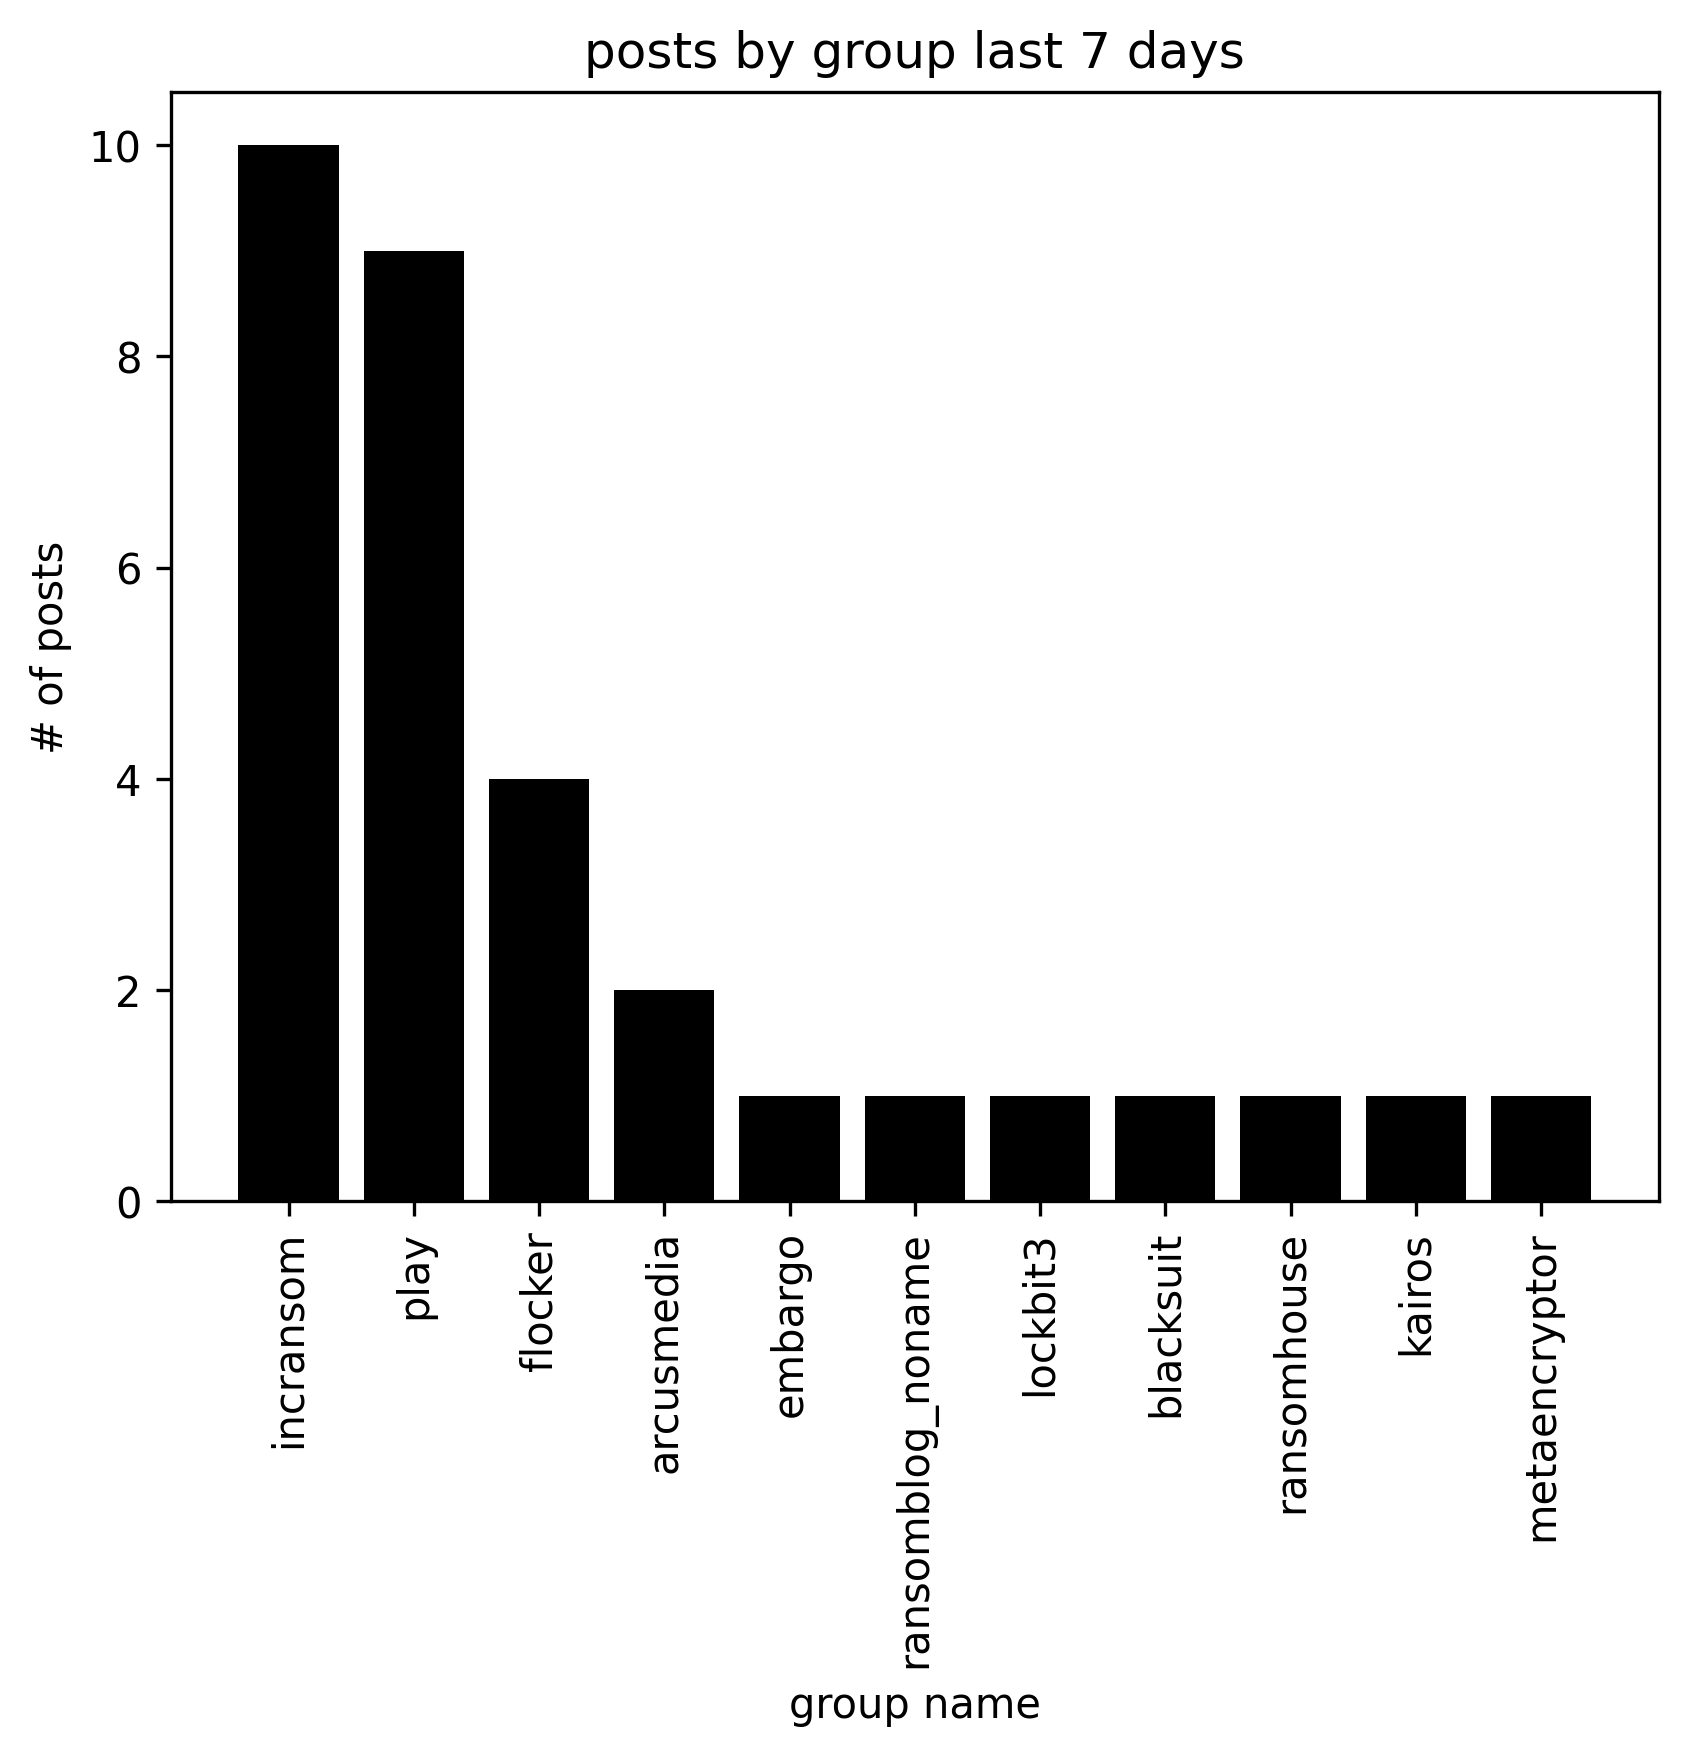 posts by group last 7 days
# of posts
10
8
6
4
2
0
incransom
play
flocker
arcusmedia
embargo
ransomblog_noname
lockbit3
blacksuit
ransomhouse
kairos
metaencryptor
group name